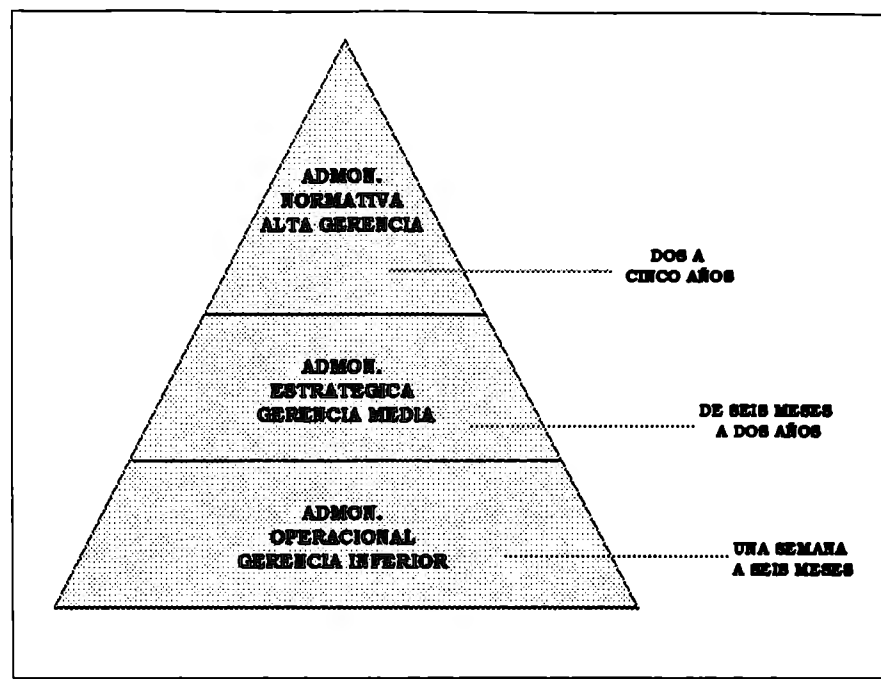 ADMON.
NORMATIVA
ALTA GERENCIA
DOS A
CINCO AÑOS
ADMON.
ESTRATEGICA
GERENCIA MEDIA
DE SEIS MESES
A DOS AÑOS
ADMON.
OPERACIONAL
GERENCIA INFERIOR
UNA SEMANA
A SEIS MESES